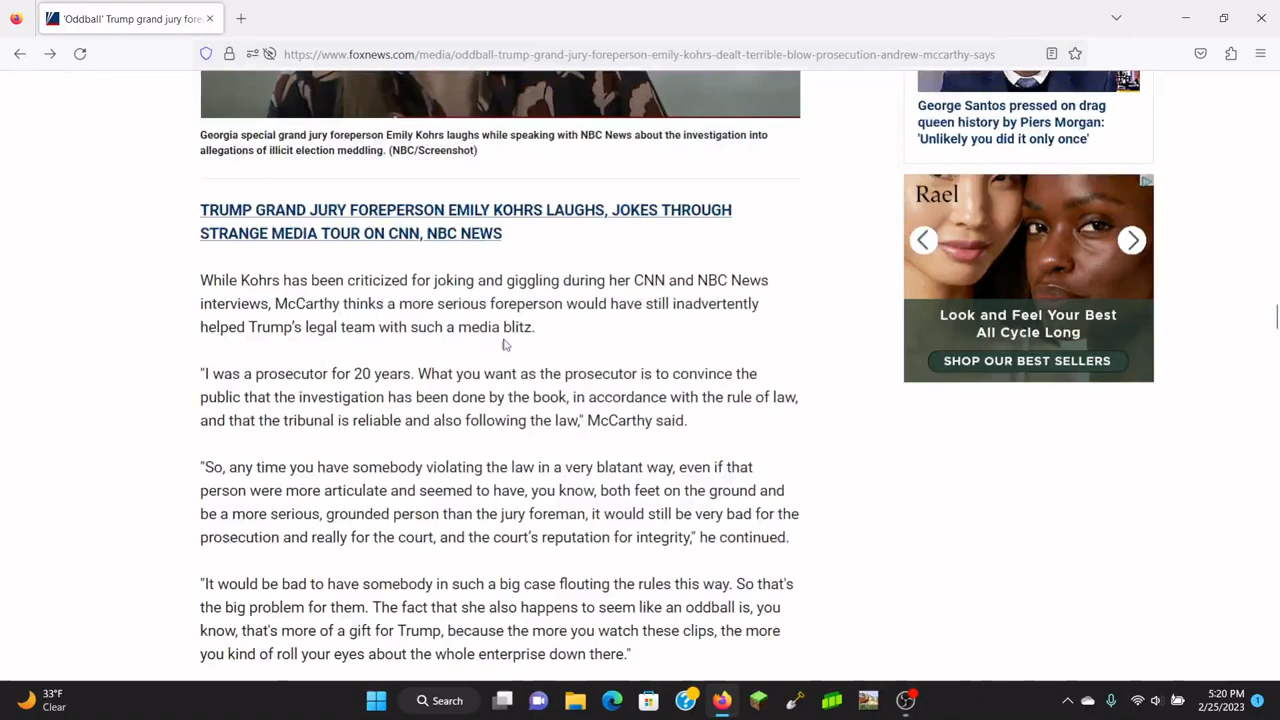 'Oddball' Trump grand jury fore
https://www.foxnews.com/media/oddball-trump-grand-jury-foreperson-emily-kohrs-dealt-terrible-blow-prosecution-andrew-mccarthy-says
Georgia special grand jury foreperson Emily Kohrs laughs while speaking with NBC News about the investigation into
allegations of illicit election meddling. (NBC/Screenshot)
TRUMP GRAND JURY FOREPERSON EMILY KOHRS LAUGHS, JOKES THROUGH
STRANGE MEDIA TOUR ON CNN, NBC NEWS
While Kohrs has been criticized for joking and giggling during her CNN and NBC News
interviews, McCarthy thinks a more serious foreperson would have still inadvertently
helped Trump's legal team with such a media blitz.
"I was a prosecutor for 20 years. What you want as the prosecutor is to convince the
public that the investigation has been done by the book, in accordance with the rule of law,
and that the tribunal is reliable and also following the law," McCarthy said.
"So, any time you have somebody violating the law in a very blatant way, even if that
person were more articulate and seemed to have, you know, both feet on the ground and
be a more serious, grounded person than the jury foreman, it would still be very bad for the
prosecution and really for the court, and the court's reputation for integrity," he continued.
"It would be bad to have somebody in such a big case flouting the rules this way. So that's
the big problem for them. The fact that she also happens to seem like an oddball is, you
know, that's more of a gift for Trump, because the more you watch these clips, the more
you kind of roll your eyes about the whole enterprise down there."
George Santos pressed on drag
queen history by Piers Morgan:
'Unlikely you did it only once'
Rael
Look and Feel Your Best
All Cycle Long
SHOP OUR BEST SELLERS
33°F
Clear
Search
5:20 PM
2/25/2023
1